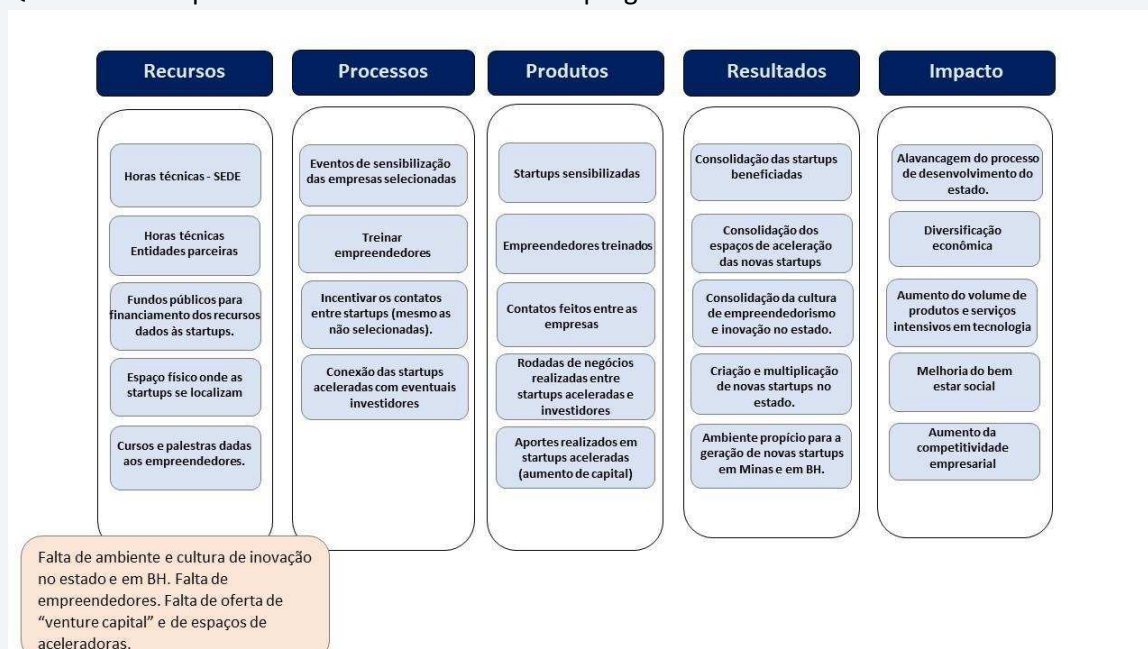 Recursos
Processos
Produtos
Resultados
Impacto
Horas técnicas - SEDE
Horas técnicas
Entidades parceiras
Fundos públicos para
financiamento dos recursos
dados às startups.
Espaço físico onde as
startups se localizam
Cursos e palestras dadas
aos empreendedores.
Eventos de sensibilização
das empresas selecionadas
Treinar
empreendedores
Incentivar os contatos
entre startups (mesmo as
não selecionadas).
Conexão das startups
aceleradas com eventuais
investidores
Startups sensibilizadas
Empreendedores treinados
Contatos feitos entre as
empresas
Rodadas de negócios
realizadas entre
startups aceleradas e
investidores
Aportes realizados em
startups aceleradas
(aumento de capital)
Consolidação das startups
beneficiadas
Consolidação dos
espaços de aceleração
das novas startups
Consolidação da cultura
de empreendedorismo
e inovação no estado.
Criação e multiplicação
de novas startups no
estado.
Ambiente propício para a
geração de novas startups
em Minas e em BH.
Alavancagem do processo
de desenvolvimento do
estado.
Diversificação
econômica
Aumento do volume de
produtos e serviços
intensivos em tecnologia
Melhoria do bem
estar social
Aumento da
competitividade
empresarial
Falta de ambiente e cultura de inovação
no estado e em BH. Falta de
empreendedores. Falta de oferta de
“venture capital” e de espaços de
aceleradoras.